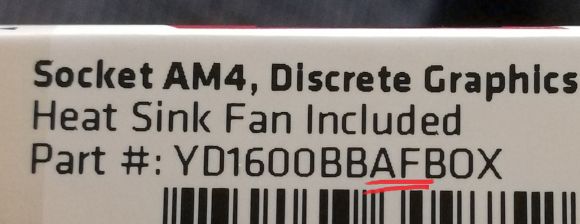 Socket AM4, Discrete Graphics
Heat Sink Fan Included
Part #: YD1600BBAFBOX